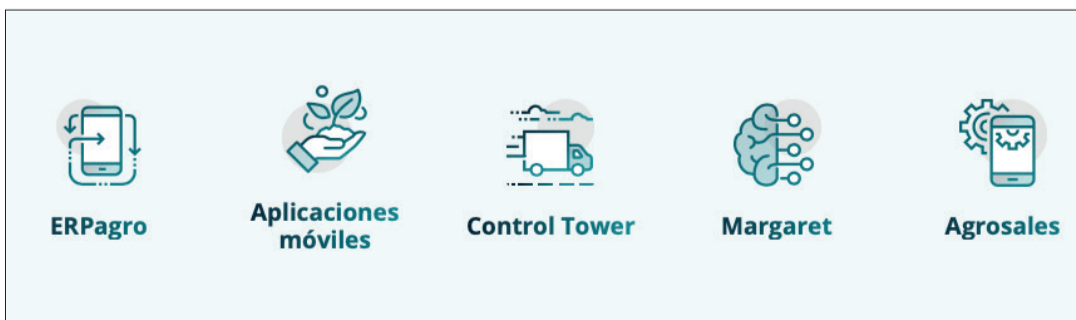 ERPagro
Aplicaciones
móviles
Control Tower
Margaret
Agrosales